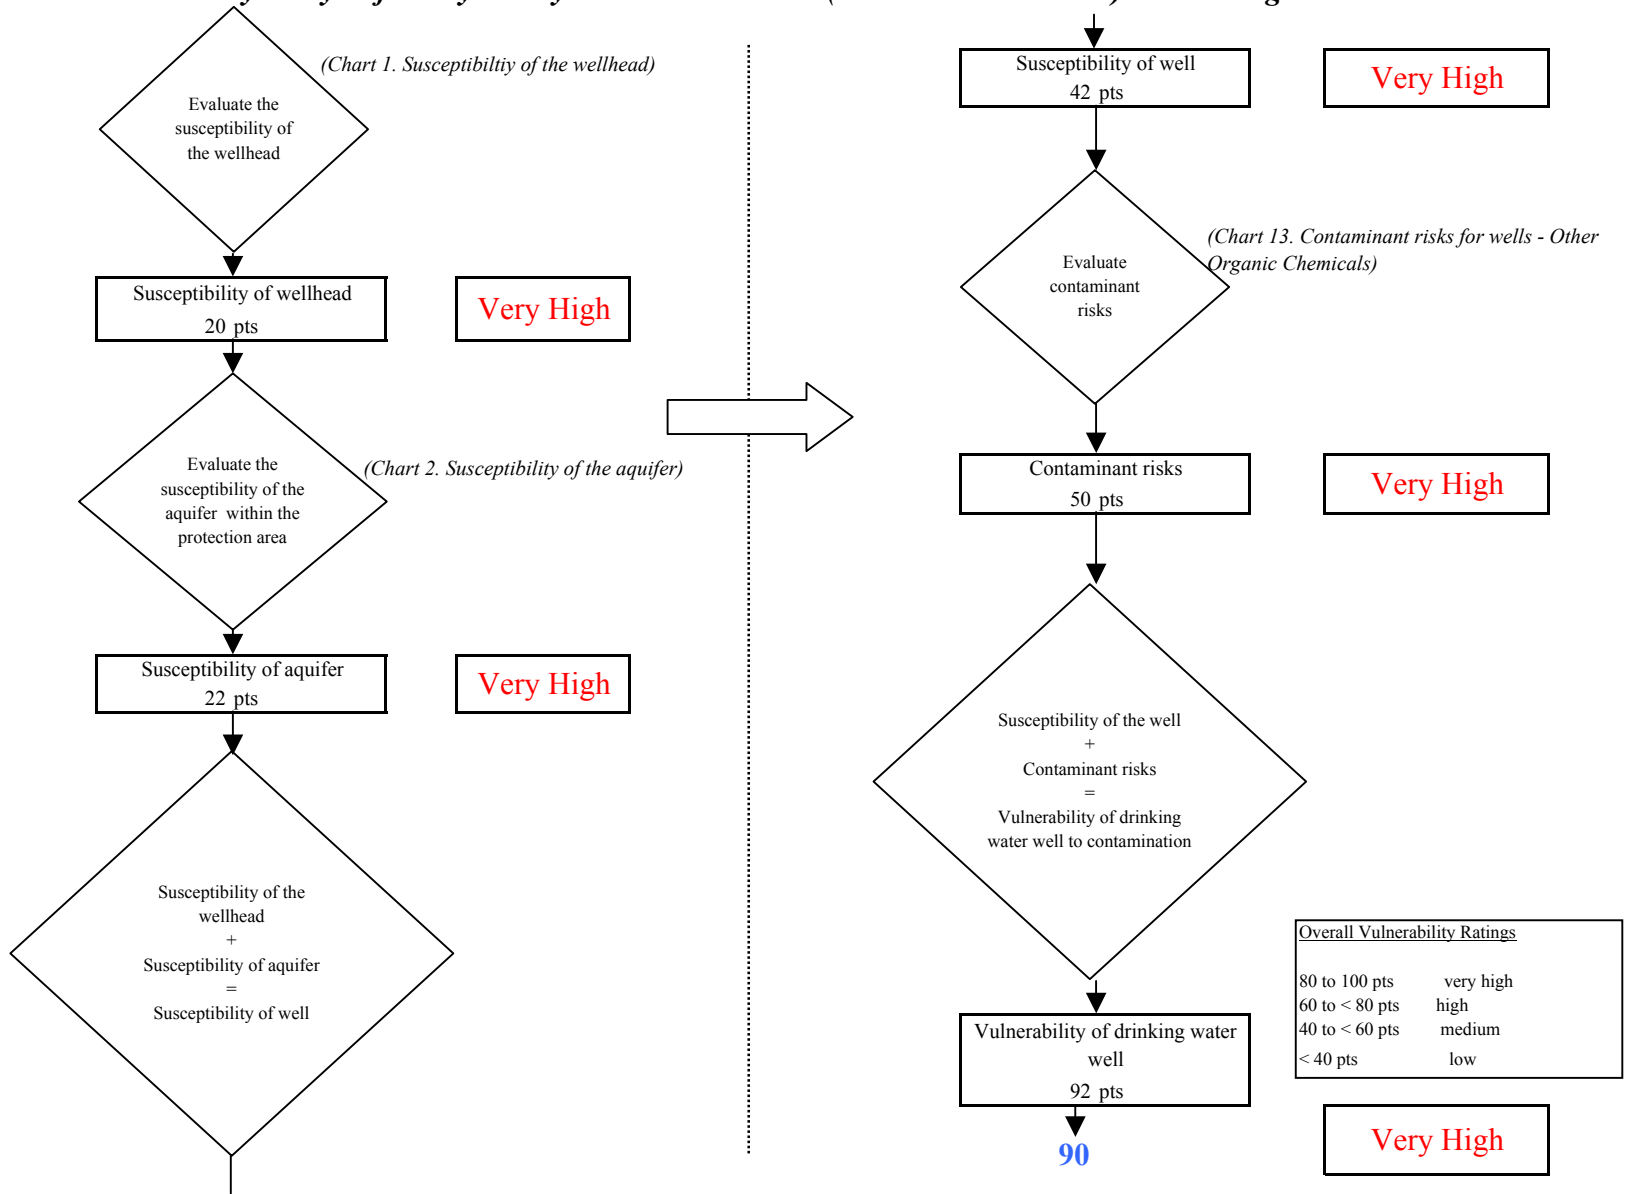 (Chart 1. Susceptibiltiy of the wellhead)
Evaluate the
susceptibility of
the wellhead
Susceptibility of wellhead
20 pts
Very High
Evaluate the
susceptibility of the
aquifer within the
protection area
(Chart 2. Susceptibility of the aquifer)
Susceptibility of aquifer
22 pts
Very High
Susceptibility of the
wellhead
+
Susceptibility of aquifer
=
Susceptibility of well
Susceptibility of well
42 pts
Very High
Evaluate
contaminant
risks
(Chart 13. Contaminant risks for wells - Other
Organic Chemicals)
Contaminant risks
50 pts
Very High
Susceptibility of the well
+
Contaminant risks
=
Vulnerability of drinking
water well to contamination
Overall Vulnerability Ratings
80 to 100 pts very high
60 to < 80 pts high
40 to < 60 pts medium
< 40 pts low
Vulnerability of drinking water
well
92 pts
90
Very High